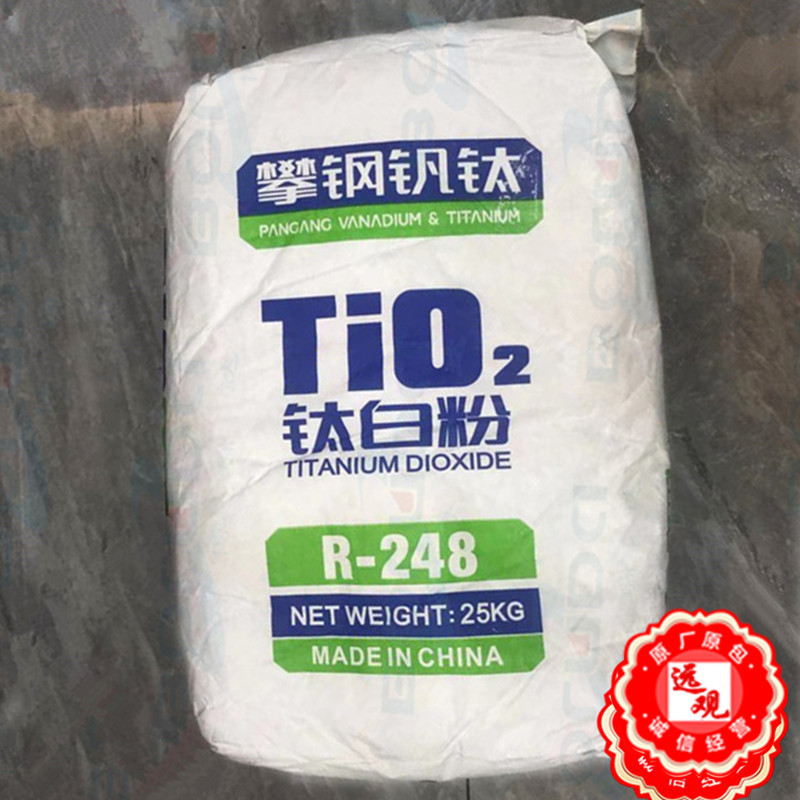 攀钢钒钛
PANGANG VANADIUM & TITANIUM
TiO2
钛白粉
TITANIUM DIOXIDE
R-248
NET WEIGHT: 25KG
MADE IN CHINA
原厂原包
远观
诚信经营